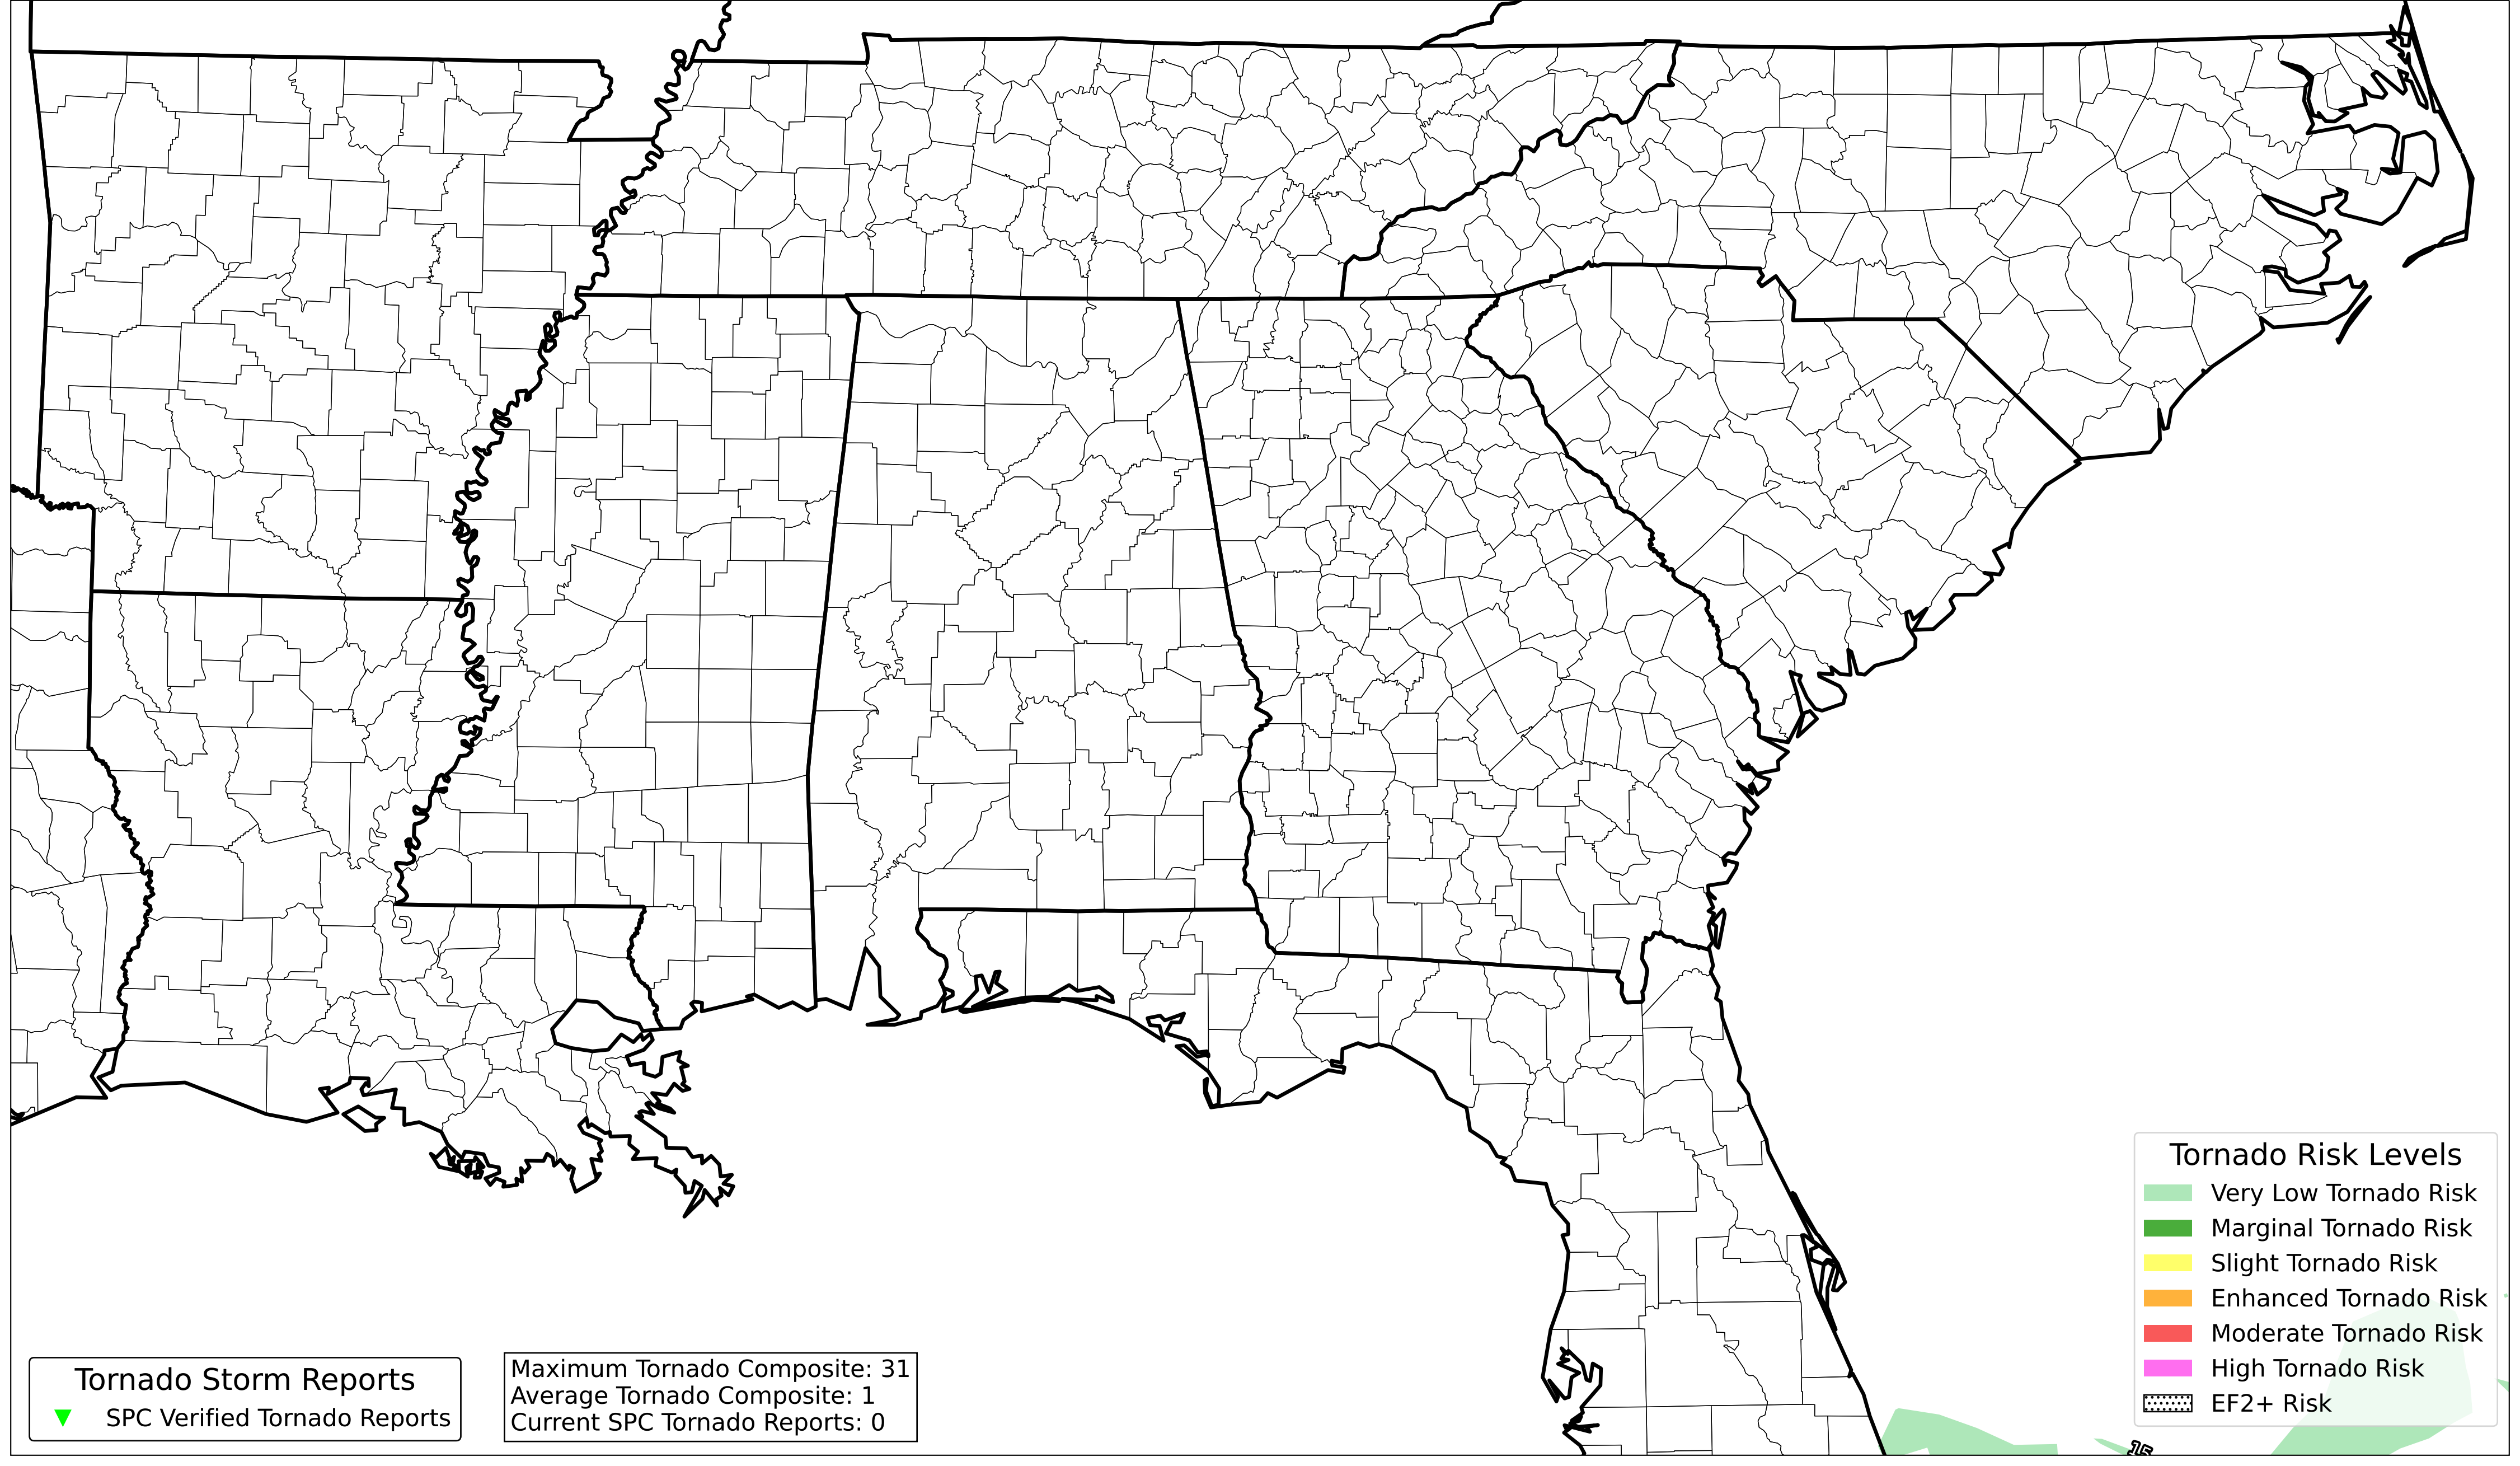 Tornado Risk Levels
Very Low Tornado Risk
Marginal Tornado Risk
Slight Tornado Risk
Enhanced Tornado Risk
Moderate Tornado Risk
High Tornado Risk
EF2+ Risk
Tornado Storm Reports
SPC Verified Tornado Reports
Maximum Tornado Composite: 31
Average Tornado Composite: 1
Current SPC Tornado Reports: 0
15